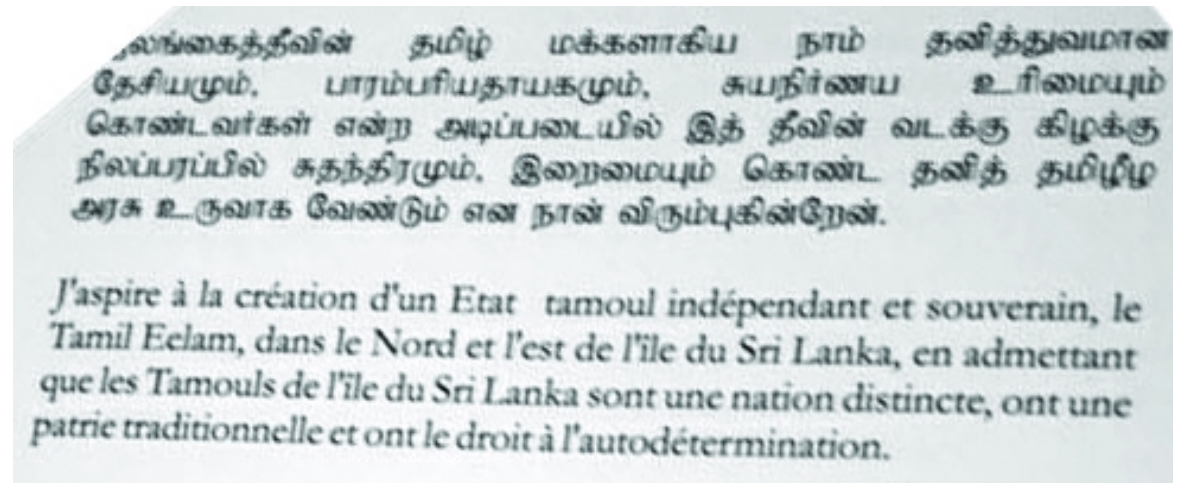 தமிழ் மக்களாகிய நாம் தனித்துவமான
தேசியமும், பாரம்பரியதாயகமும், சுயநிர்ணய உரிமையும்
கொண்டவர்கள் என்ற அடிப்படையில் இத் தீவின் வடக்கு கிழக்கு
நிலப்பரப்பில் சுதந்திரமும், இறைமையும் கொண்ட தனித் தமிழீழ
அரசு உருவாக வேண்டும் என நான் விரும்புகின்றேன்.
J'aspire à la création d'un Etat tamoul indépendant et souverain, le
Tamil Eelam, dans le Nord et l'est de l'île du Sri Lanka, en admettant
que les Tamouls de l'île du Sri Lanka sont une nation distincte, ont une
patrie traditionnelle et ont le droit à l'autodétermination.